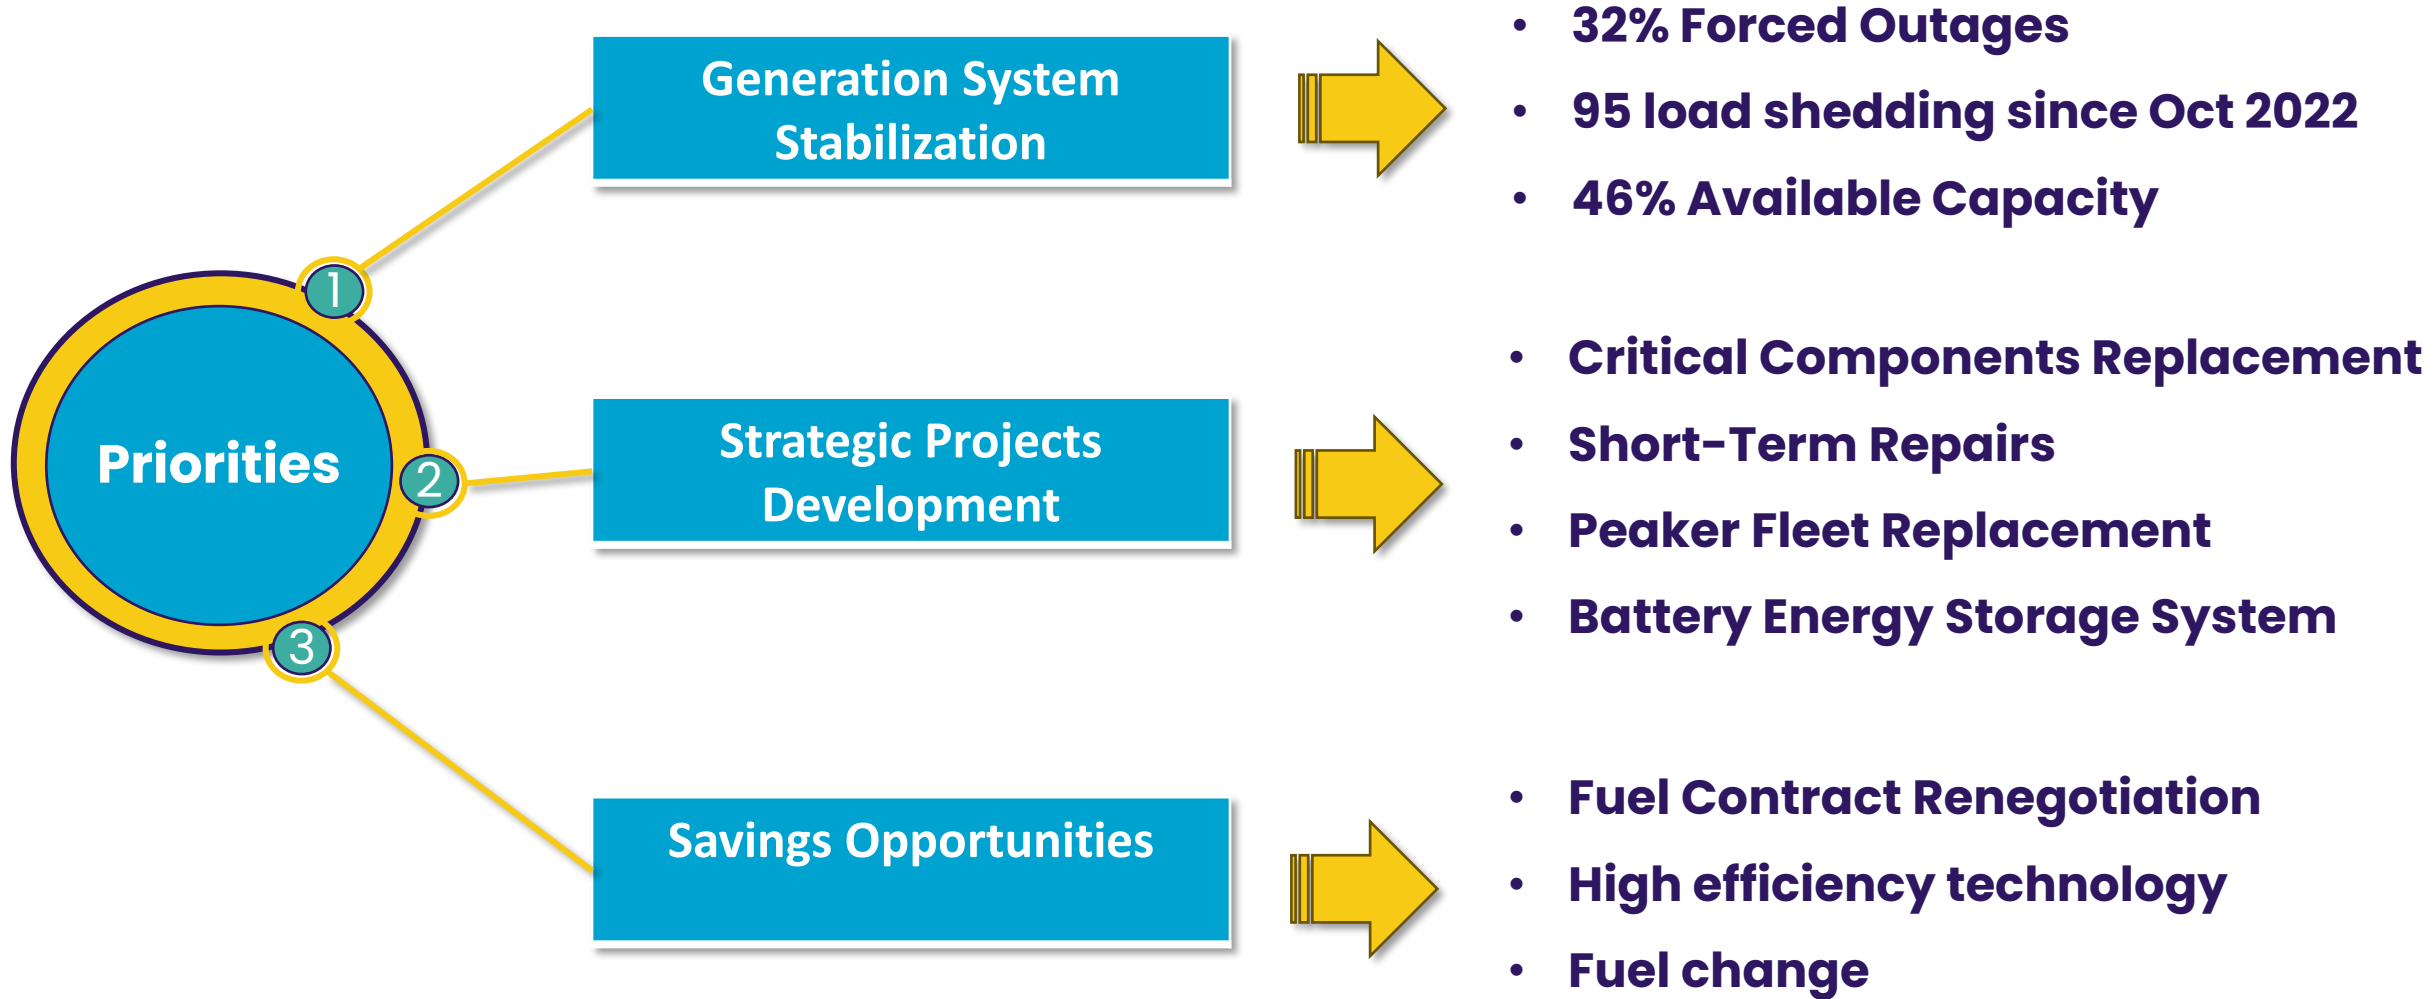 Priorities
1
Generation System
Stabilization
• 32% Forced Outages
• 95 load shedding since Oct 2022
• 46% Available Capacity
2
Strategic Projects
Development
• Critical Components Replacement
• Short-Term Repairs
• Peaker Fleet Replacement
• Battery Energy Storage System
3
Savings Opportunities
• Fuel Contract Renegotiation
• High efficiency technology
• Fuel change